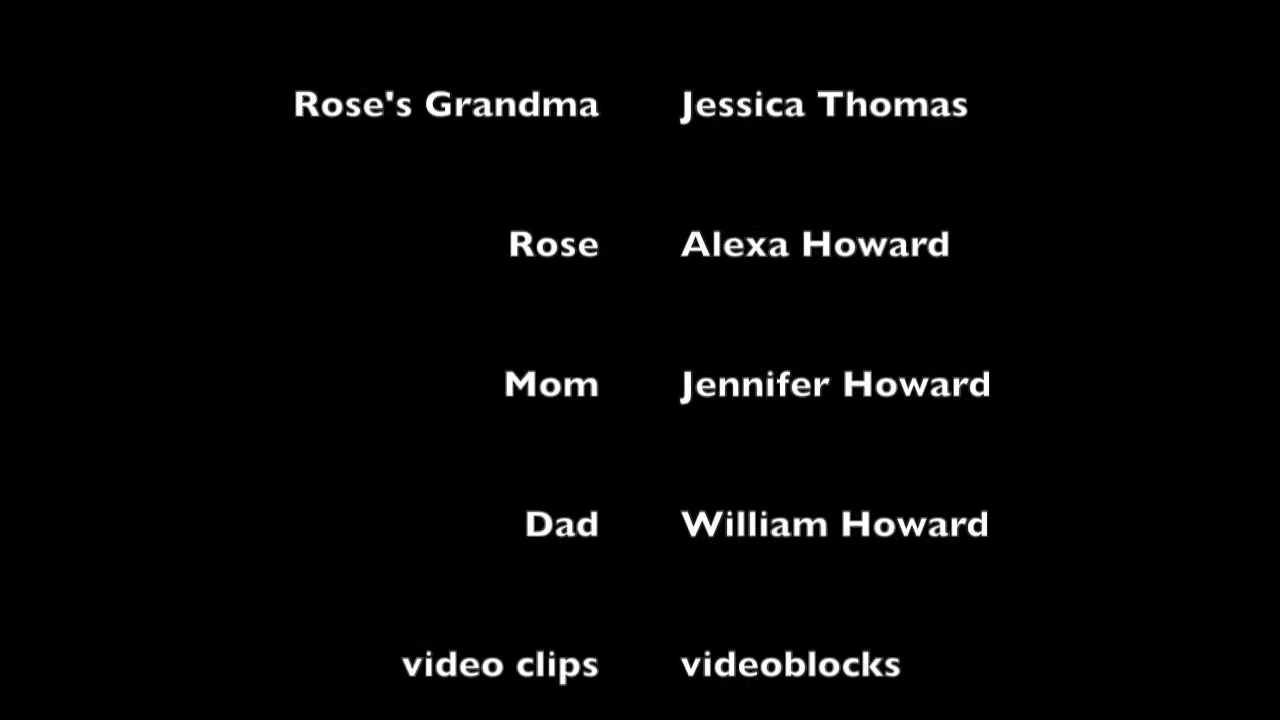 Rose's Grandma Jessica Thomas
Rose Alexa Howard
Mom Jennifer Howard
Dad William Howard
video clips videoblocks